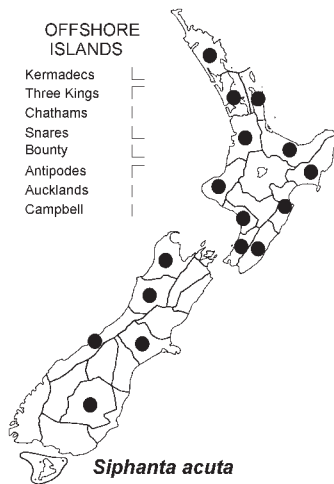 OFFSHORE
ISLANDS
Kermadecs
Three Kings
Chathams
Snares
Bounty
Antipodes
Aucklands
Campbell
Siphanta acuta